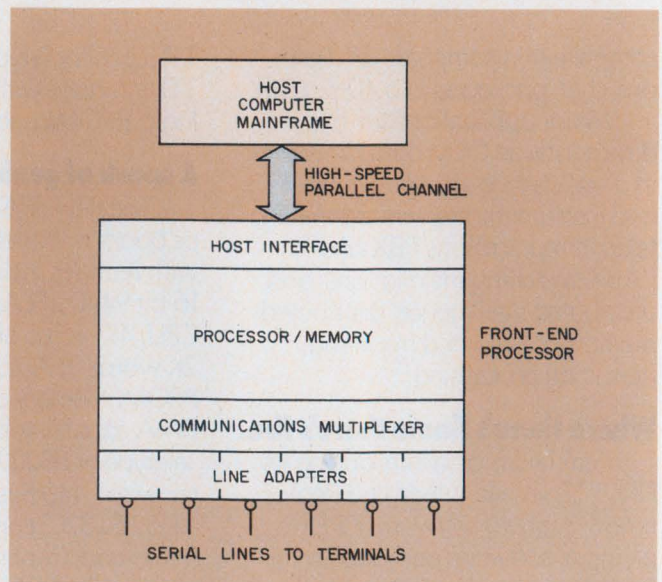 HOST
COMPUTER
MAINFRAME
HIGH-SPEED
PARALLEL CHANNEL
HOST INTERFACE
PROCESSOR/MEMORY
FRONT-END
PROCESSOR
COMMUNICATIONS MULTIPLEXER
LINE ADAPTERS
SERIAL LINES TO TERMINALS